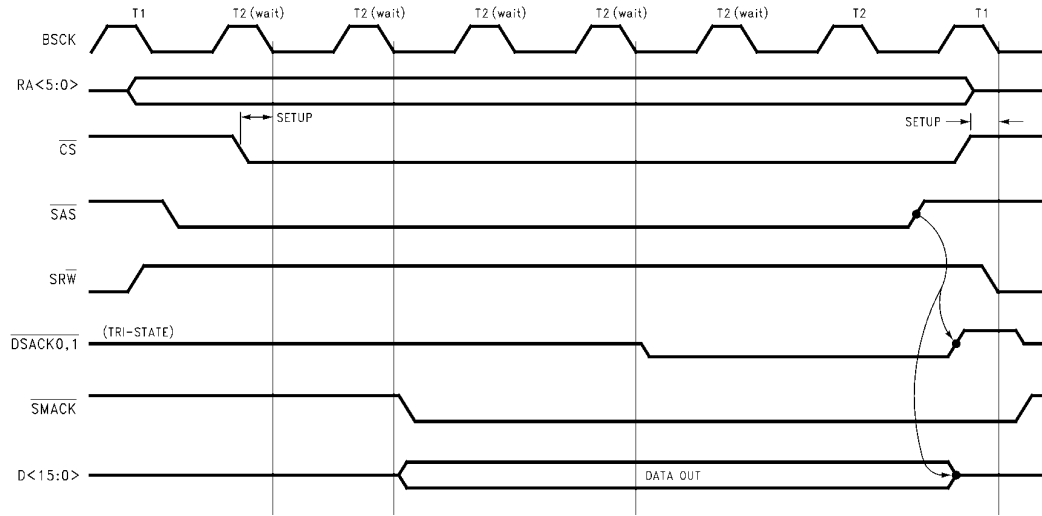 T1 T2 (wait) T2 (wait) T2 (wait) T2 (wait) T2 (wait) T2 T1
BSCK
RA<5:0>
SETUP SETUP
CS
SAS
SRW
(TRI-STATE)
DSACK0,1
SMACK
D<15:0> DATA OUT